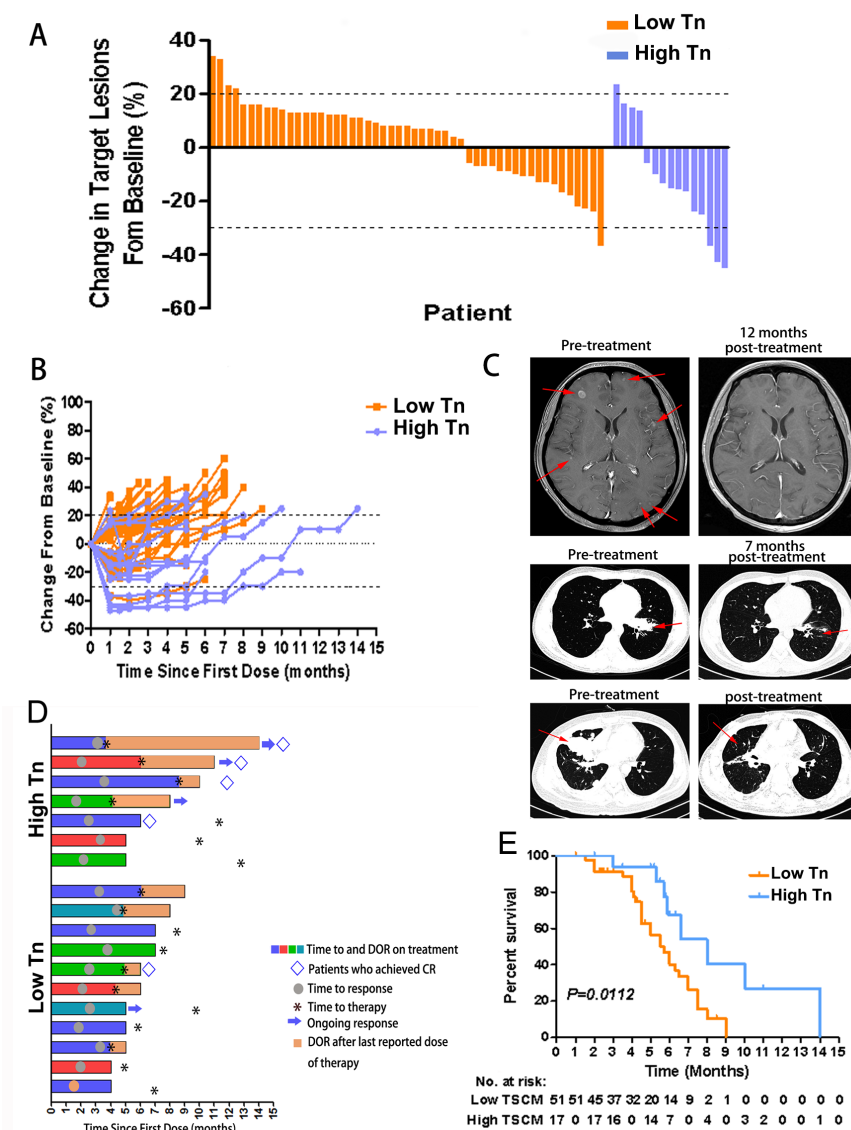 A
Low Tn
High Tn
Change in Target Lesions
Fom Baseline (%)
40
20
0
-20
-40
-60
Patient
B
Low Tn
High Tn
Change From Baseline (%)
100
80
60
40
20
0
-20
-40
-60
0 1 2 3 4 5 6 7 8 9 10 11 12 13 14 15
Time Since First Dose (months)
C
Pre-treatment
12 months
post-treatment
Pre-treatment
7 months
post-treatment
Pre-treatment
post-treatment
D
High Tn
Low Tn
Time to and DOR on treatment
Patients who achieved CR
Time to response
* Time to therapy
Ongoing response
DOR after last reported dose
of therapy
0 1 2 3 4 5 6 7 8 9 10 11 12 13 14 15
Time Since First Dose (months)
E
Low Tn
High Tn
Percent survival
100
80
60
40
20
0
P=0.0112
0 1 2 3 4 5 6 7 8 9 10 11 12 13 14 15
Time (Months)
No. at risk:
Low TSCM 51 51 45 37 32 20 14 9 2 1 0 0 0 0 0 0
High TSCM 17 0 17 16 0 14 7 0 4 0 3 2 0 0 1 0